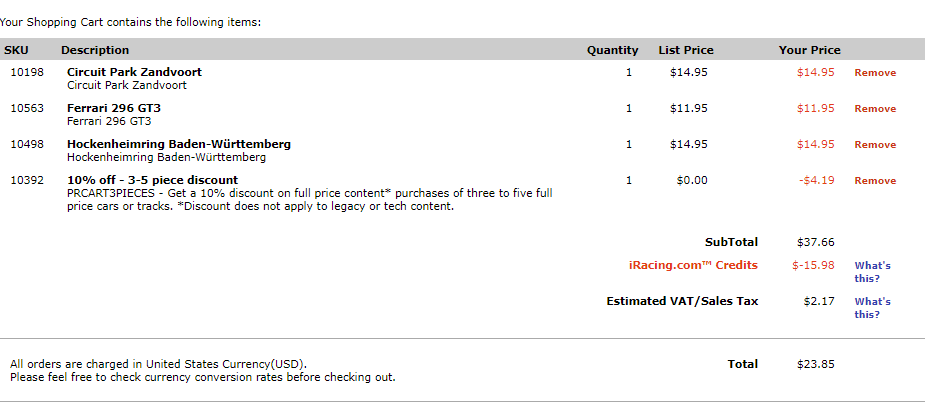 Your Shopping Cart contains the following items:
SKU Description Quantity List Price Your Price
10198 Circuit Park Zandvoort 1 $14.95 $14.95 Remove
Circuit Park Zandvoort
10563 Ferrari 296 GT3 1 $11.95 $11.95 Remove
Ferrari 296 GT3
10498 Hockenheimring Baden-Württemberg 1 $14.95 $14.95 Remove
Hockenheimring Baden-Württemberg
10392 10% off - 3-5 piece discount 1 $0.00 -$4.19 Remove
PRCART3PIECES - Get a 10% discount on full price content* purchases of three to five full
price cars or tracks. *Discount does not apply to legacy or tech content.
SubTotal $37.66
iRacing.com™ Credits $-15.98 What's
this?
Estimated VAT/Sales Tax $2.17 What's
this?
All orders are charged in United States Currency(USD).
Please feel free to check currency conversion rates before checking out.
Total $23.85